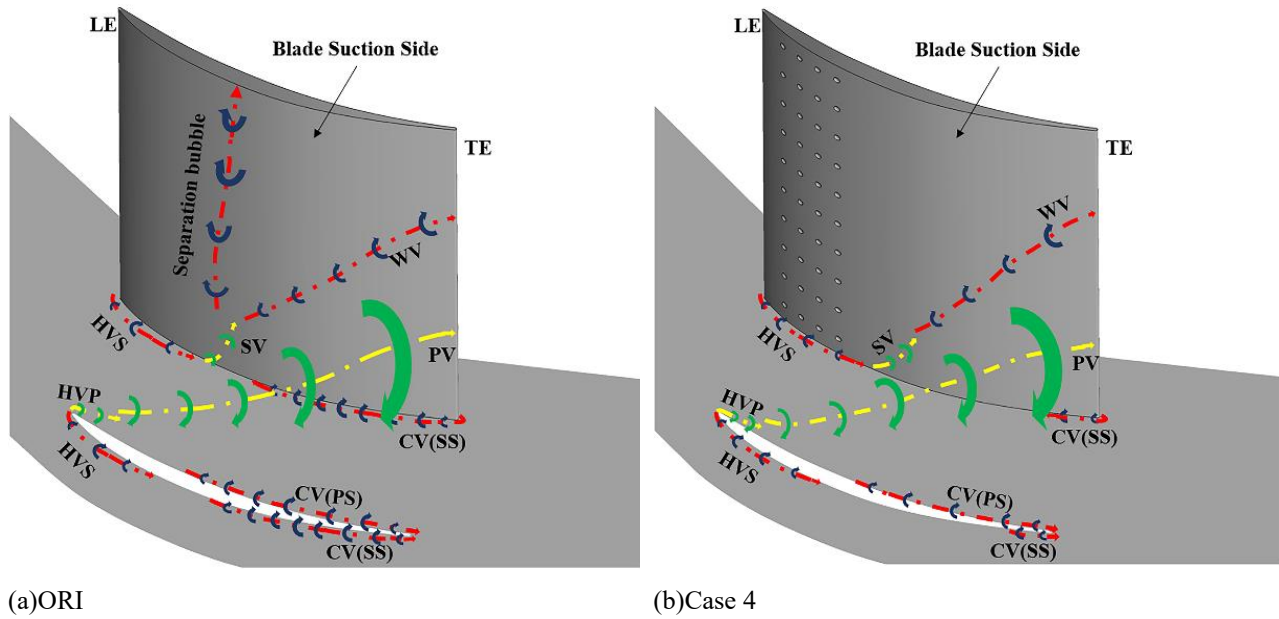 LE
Blade Suction Side
TE
Separation bubble
WV
HVS
SV
PV
HVP
HVS
CV(SS)
CV(PS)
CV(SS)
(a)ORI
LE
Blade Suction Side
TE
WV
HVS
SV
PV
HVP
HVS
CV(SS)
CV(PS)
CV(SS)
(b)Case 4